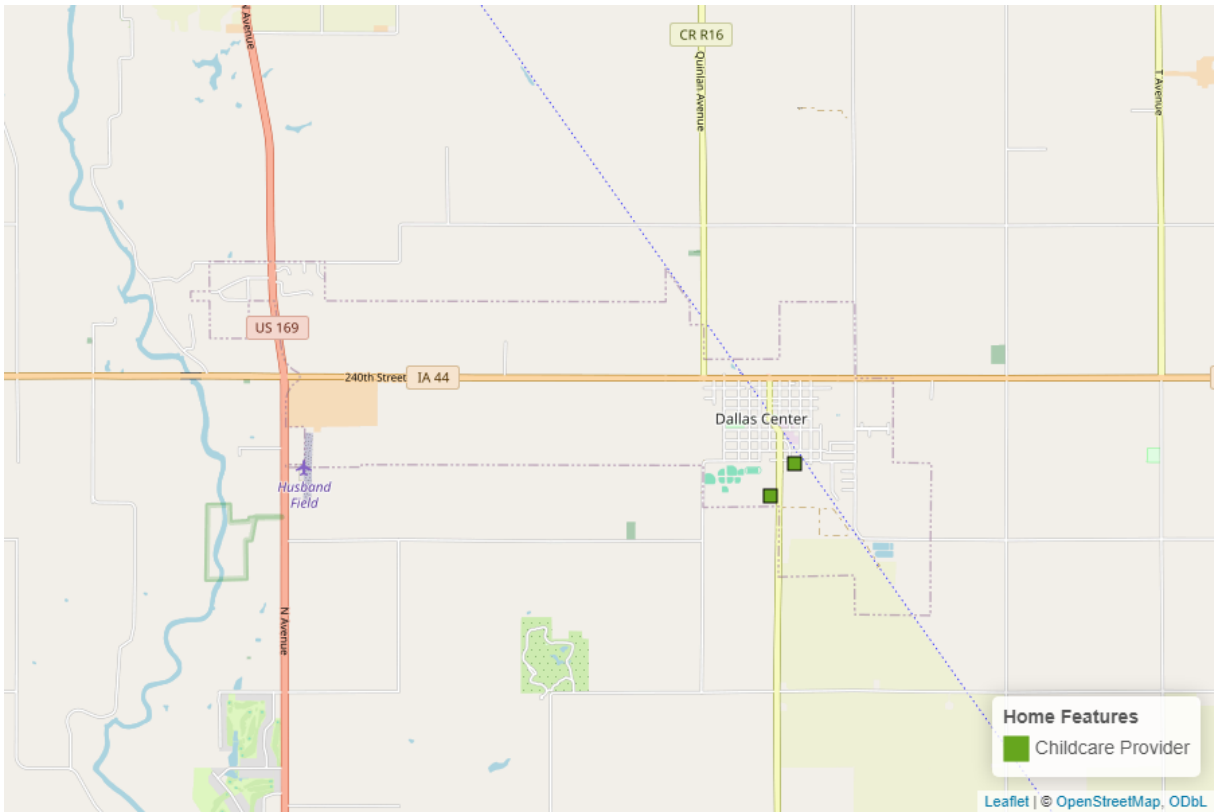 N Avenue
CR R16
Quinlan Avenue
T Avenue
US 169
240th Street
IA 44
Dallas Center
Husband
Field
N Avenue
Home Features
Childcare Provider
Leaflet | © OpenStreetMap, ODbL